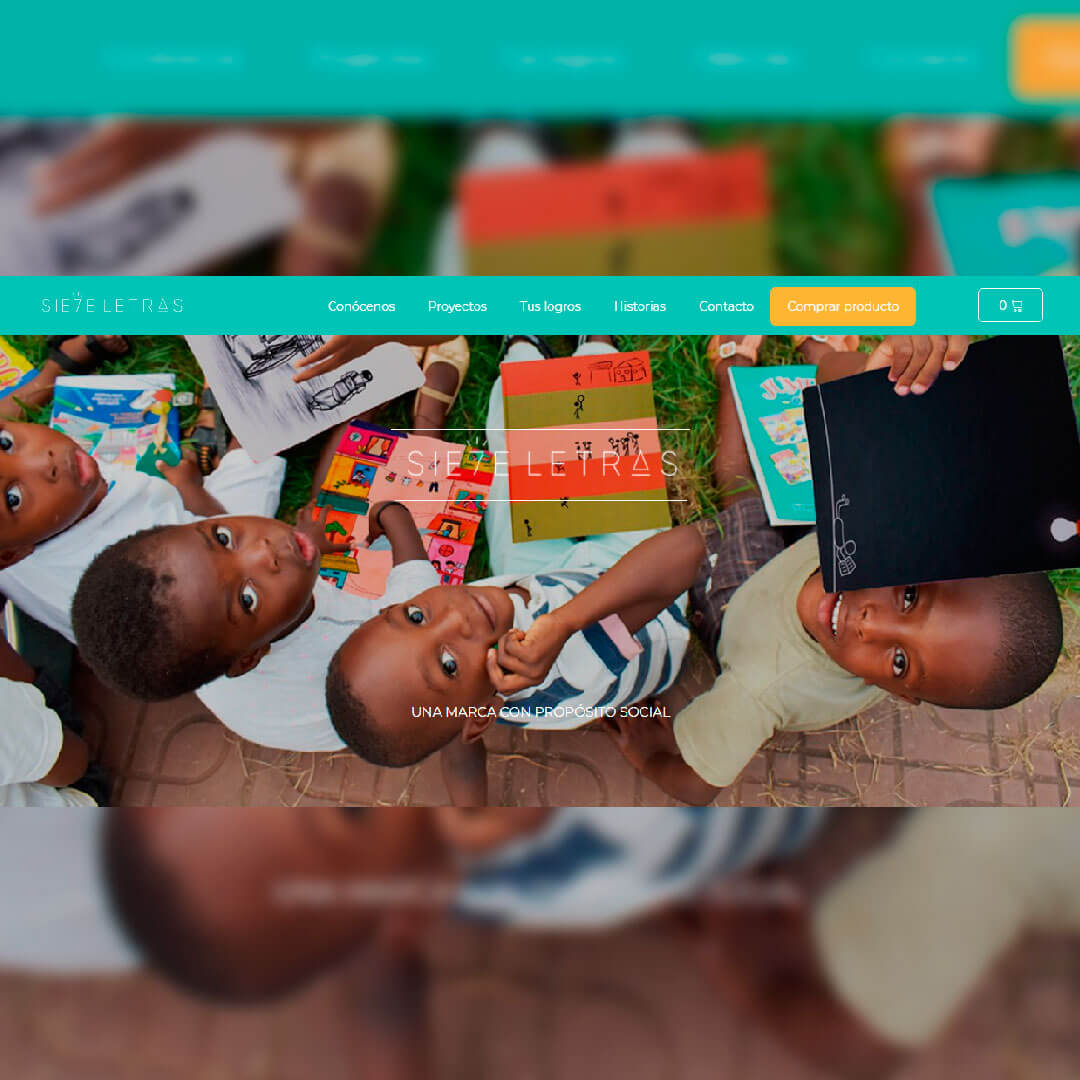 SIE7E LETRAS
Conócenos Proyectos Tus logros Historias Contacto Comprar producto 0
SIE7E LETRAS
UNA MARCA CON PROPÓSITO SOCIAL